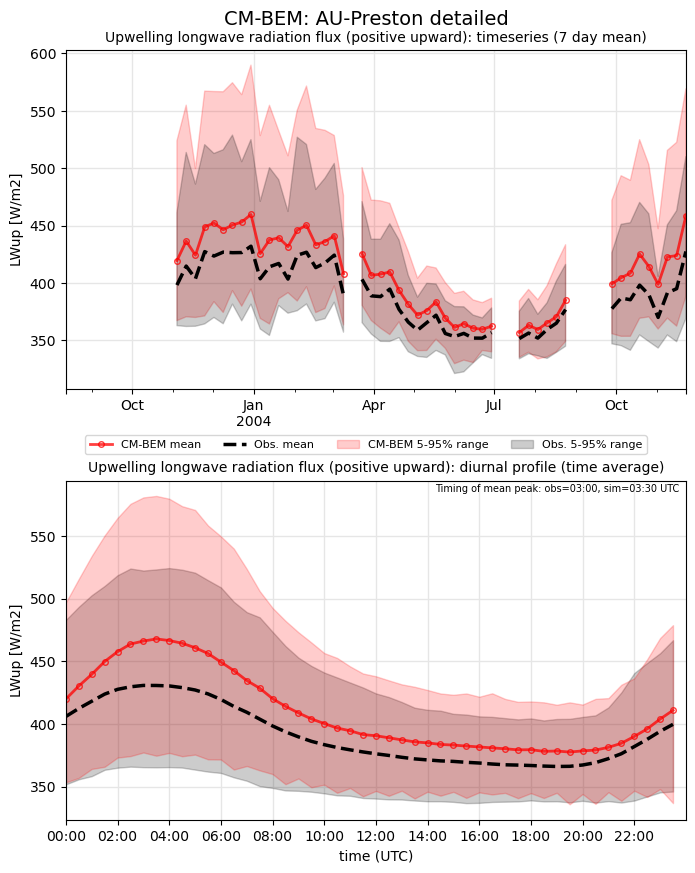 CM-BEM: AU-Preston detailed
Upwelling longwave radiation flux (positive upward): timeseries (7 day mean)
LWup [W/m2]
600
550
500
450
400
350
Oct Jan Apr Jul Oct
2004
CM-BEM mean Obs. mean CM-BEM 5-95% range Obs. 5-95% range
Upwelling longwave radiation flux (positive upward): diurnal profile (time average)
Timing of mean peak: obs=03:00, sim=03:30 UTC
LWup [W/m2]
550
500
450
400
350
00:00 02:00 04:00 06:00 08:00 10:00 12:00 14:00 16:00 18:00 20:00 22:00
time (UTC)